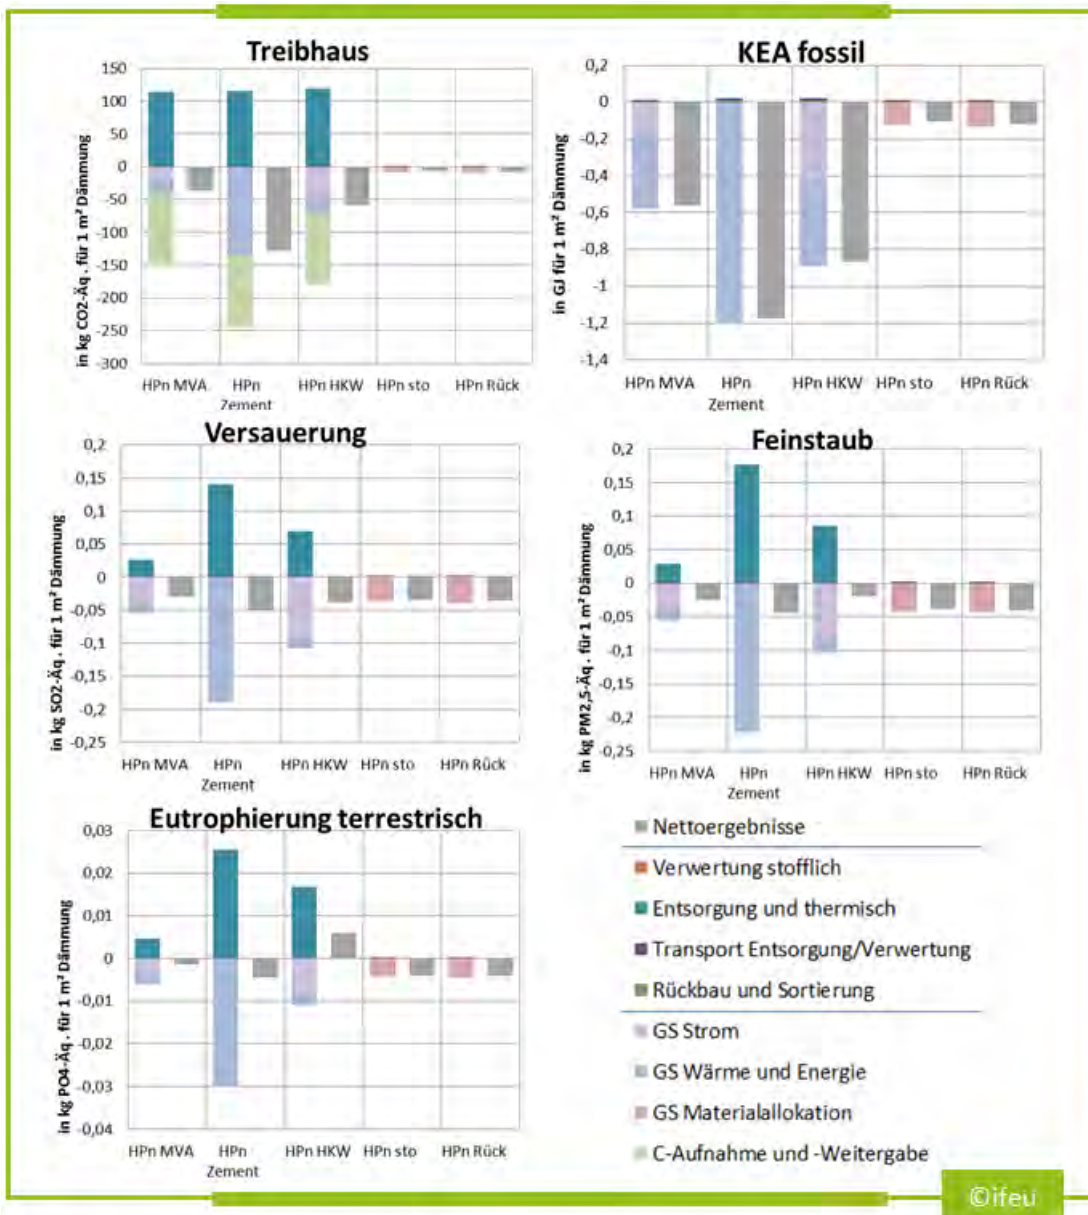 Treibhaus
in kg CO2-Äq. für 1 m² Dämmung
150
100
50
0
-50
-100
-150
-200
-250
-300
HPn MVA
HPn Zement
HPn HKW
HPn sto
HPn Rück
KEA fossil
in GJ für 1 m² Dämmung
0,2
0
-0,2
-0,4
-0,6
-0,8
-1
-1,2
-1,4
HPn MVA
HPn Zement
HPn HKW
HPn sto
HPn Rück
Versauerung
in kg SO2-Äq. für 1 m² Dämmung
0,2
0,15
0,1
0,05
0
-0,05
-0,1
-0,15
-0,2
-0,25
HPn MVA
HPn Zement
HPn HKW
HPn sto
HPn Rück
Feinstaub
in kg PM2,5-Äq. für 1 m² Dämmung
0,2
0,15
0,1
0,05
0
-0,05
-0,1
-0,15
-0,2
-0,25
HPn MVA
HPn Zement
HPn HKW
HPn sto
HPn Rück
Eutrophierung terrestrisch
in kg PO4-Äq. für 1 m² Dämmung
0,03
0,02
0,01
0
-0,01
-0,02
-0,03
-0,04
HPn MVA
HPn Zement
HPn HKW
HPn sto
HPn Rück
Nettoergebnisse
Verwertung stofflich
Entsorgung und thermisch
Transport Entsorgung/Verwertung
Rückbau und Sortierung
GS Strom
GS Wärme und Energie
GS Materialallokation
C-Aufnahme und -Weitergabe
©ifeu